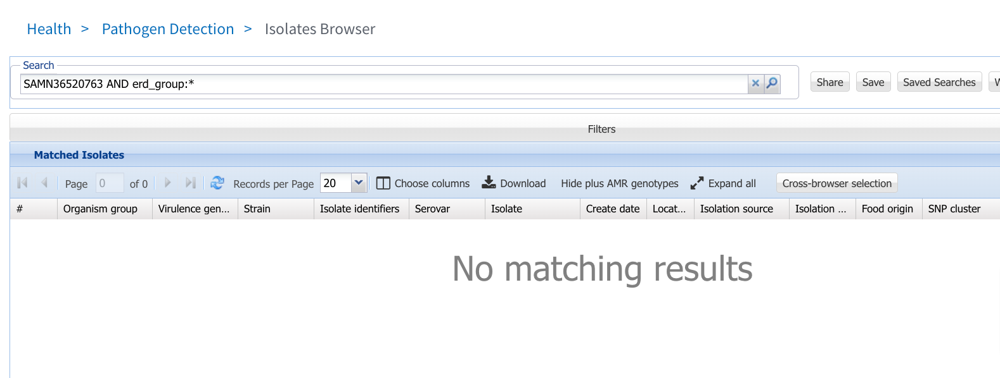 Health > Pathogen Detection > Isolates Browser
Search
SAMN36520763 AND erd_group:*
Share Save Saved Searches W
Filters
Matched Isolates
Page 0 of 0 Records per Page 20 Choose columns Download Hide plus AMR genotypes Expand all Cross-browser selection
# Organism group Virulence gen... Strain Isolate identifiers Serovar Isolate Create date Locat... Isolation source Isolation ... Food origin SNP cluster
No matching results